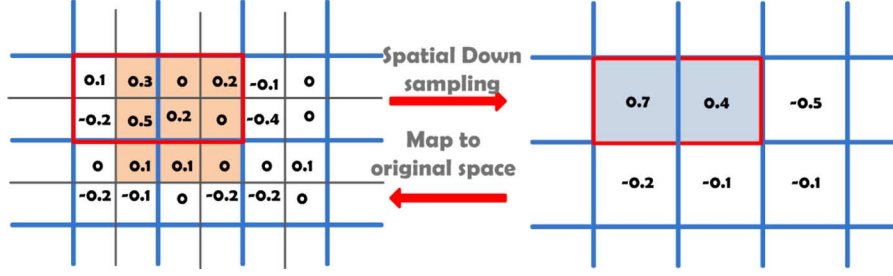 0.1 0.3 0 0.2 -0.1 0
-0.2 0.5 0.2 0 -0.4 0
0 0.1 0.1 0 0 0.1
-0.2 -0.1 0 -0.2 -0.2 0
Spatial Down
sampling
Map to
original space
0.7 0.4 -0.5
-0.2 -0.1 -0.1